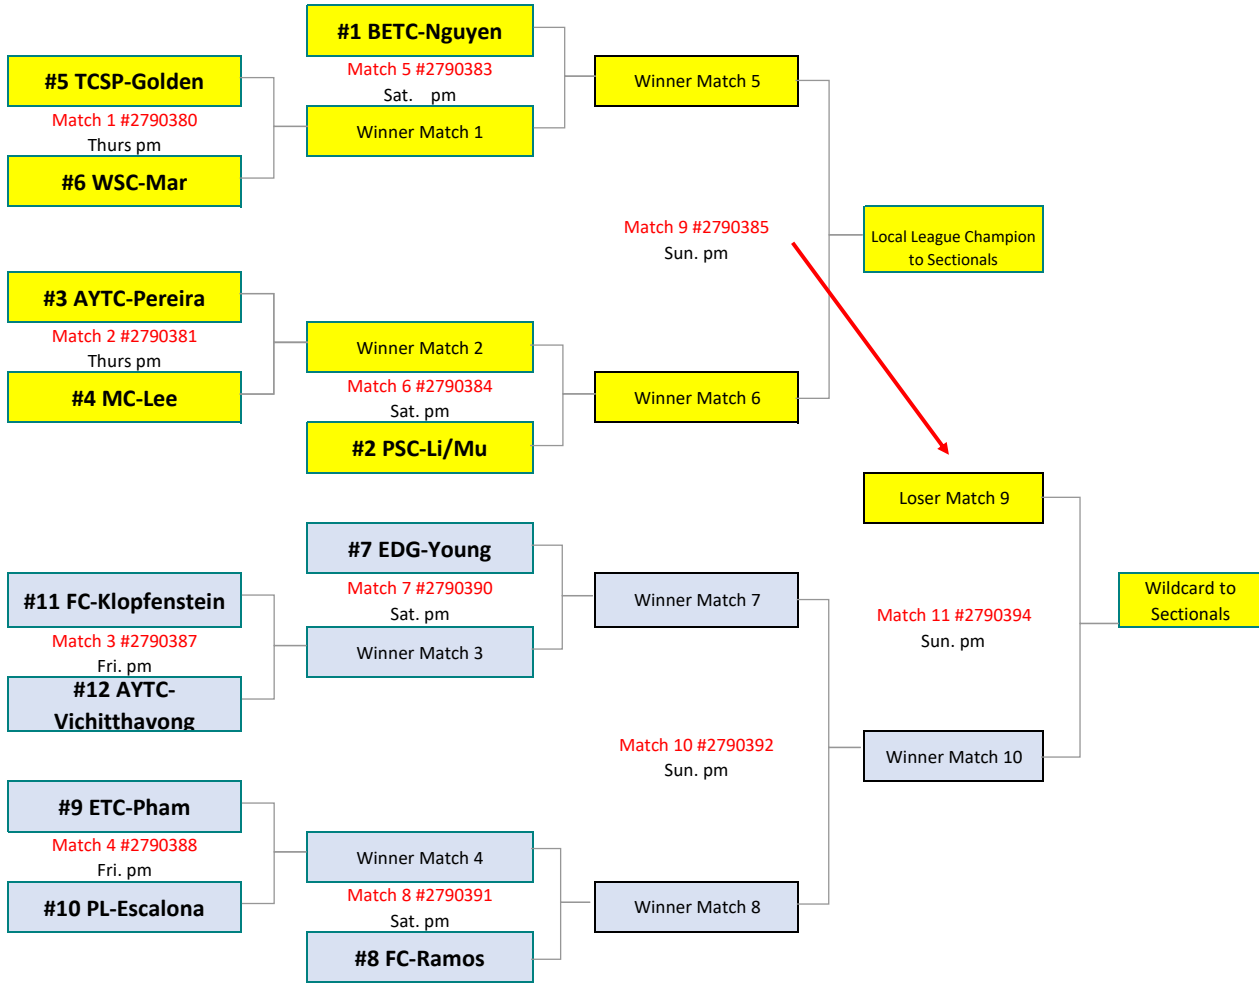 #1 BETC-Nguyen
#5 TCSP-Golden
Match 5 #2790383
Sat. pm
Winner Match 5
Match 1 #2790380
Thurs pm
Winner Match 1
#6 WSC-Mar
Match 9 #2790385
Sun. pm
Local League Champion
to Sectionals
#3 AYTC-Pereira
Match 2 #2790381
Thurs pm
Winner Match 2
#4 MC-Lee
Match 6 #2790384
Sat. pm
Winner Match 6
#2 PSC-Li/Mu
Loser Match 9
#7 EDG-Young
#11 FC-Klopfenstein
Match 7 #2790390
Sat. pm
Winner Match 7
Wildcard to
Sectionals
Match 11 #2790394
Sun. pm
Match 3 #2790387
Fri. pm
Winner Match 3
#12 AYTC-
Vichitthavong
Match 10 #2790392
Sun. pm
Winner Match 10
#9 ETC-Pham
Match 4 #2790388
Fri. pm
Winner Match 4
#10 PL-Escalona
Match 8 #2790391
Sat. pm
Winner Match 8
#8 FC-Ramos